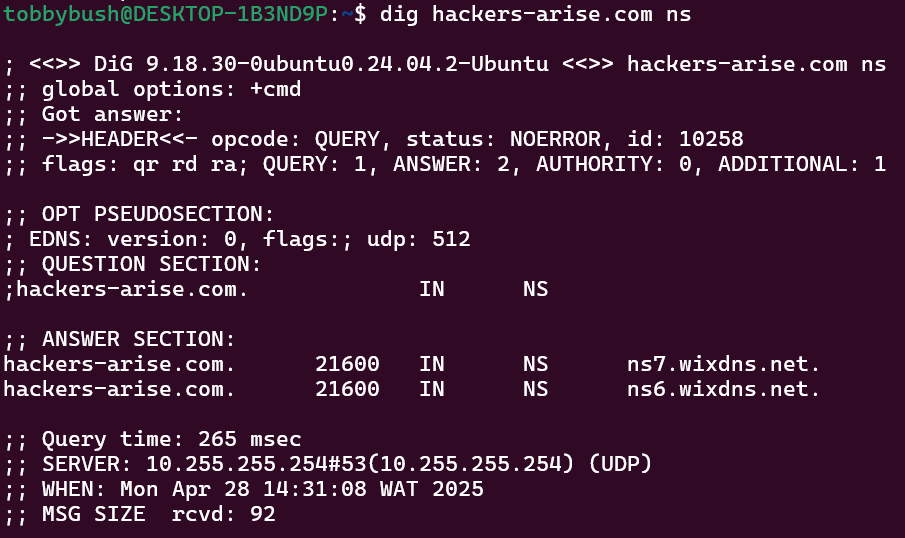 tobbybush@DESKTOP-1B3ND9P:~$ dig hackers-arise.com ns
; <<>> DiG 9.18.30-0ubuntu0.24.04.2-Ubuntu <<>> hackers-arise.com ns
;; global options: +cmd
;; Got answer:
;; ->>HEADER<<- opcode: QUERY, status: NOERROR, id: 10258
;; flags: qr rd ra; QUERY: 1, ANSWER: 2, AUTHORITY: 0, ADDITIONAL: 1
;; OPT PSEUDOSECTION:
; EDNS: version: 0, flags:; udp: 512
;; QUESTION SECTION:
;hackers-arise.com. IN NS
;; ANSWER SECTION:
hackers-arise.com. 21600 IN NS ns7.wixdns.net.
hackers-arise.com. 21600 IN NS ns6.wixdns.net.
;; Query time: 265 msec
;; SERVER: 10.255.255.254#53(10.255.255.254) (UDP)
;; WHEN: Mon Apr 28 14:31:08 WAT 2025
;; MSG SIZE  rcvd: 92